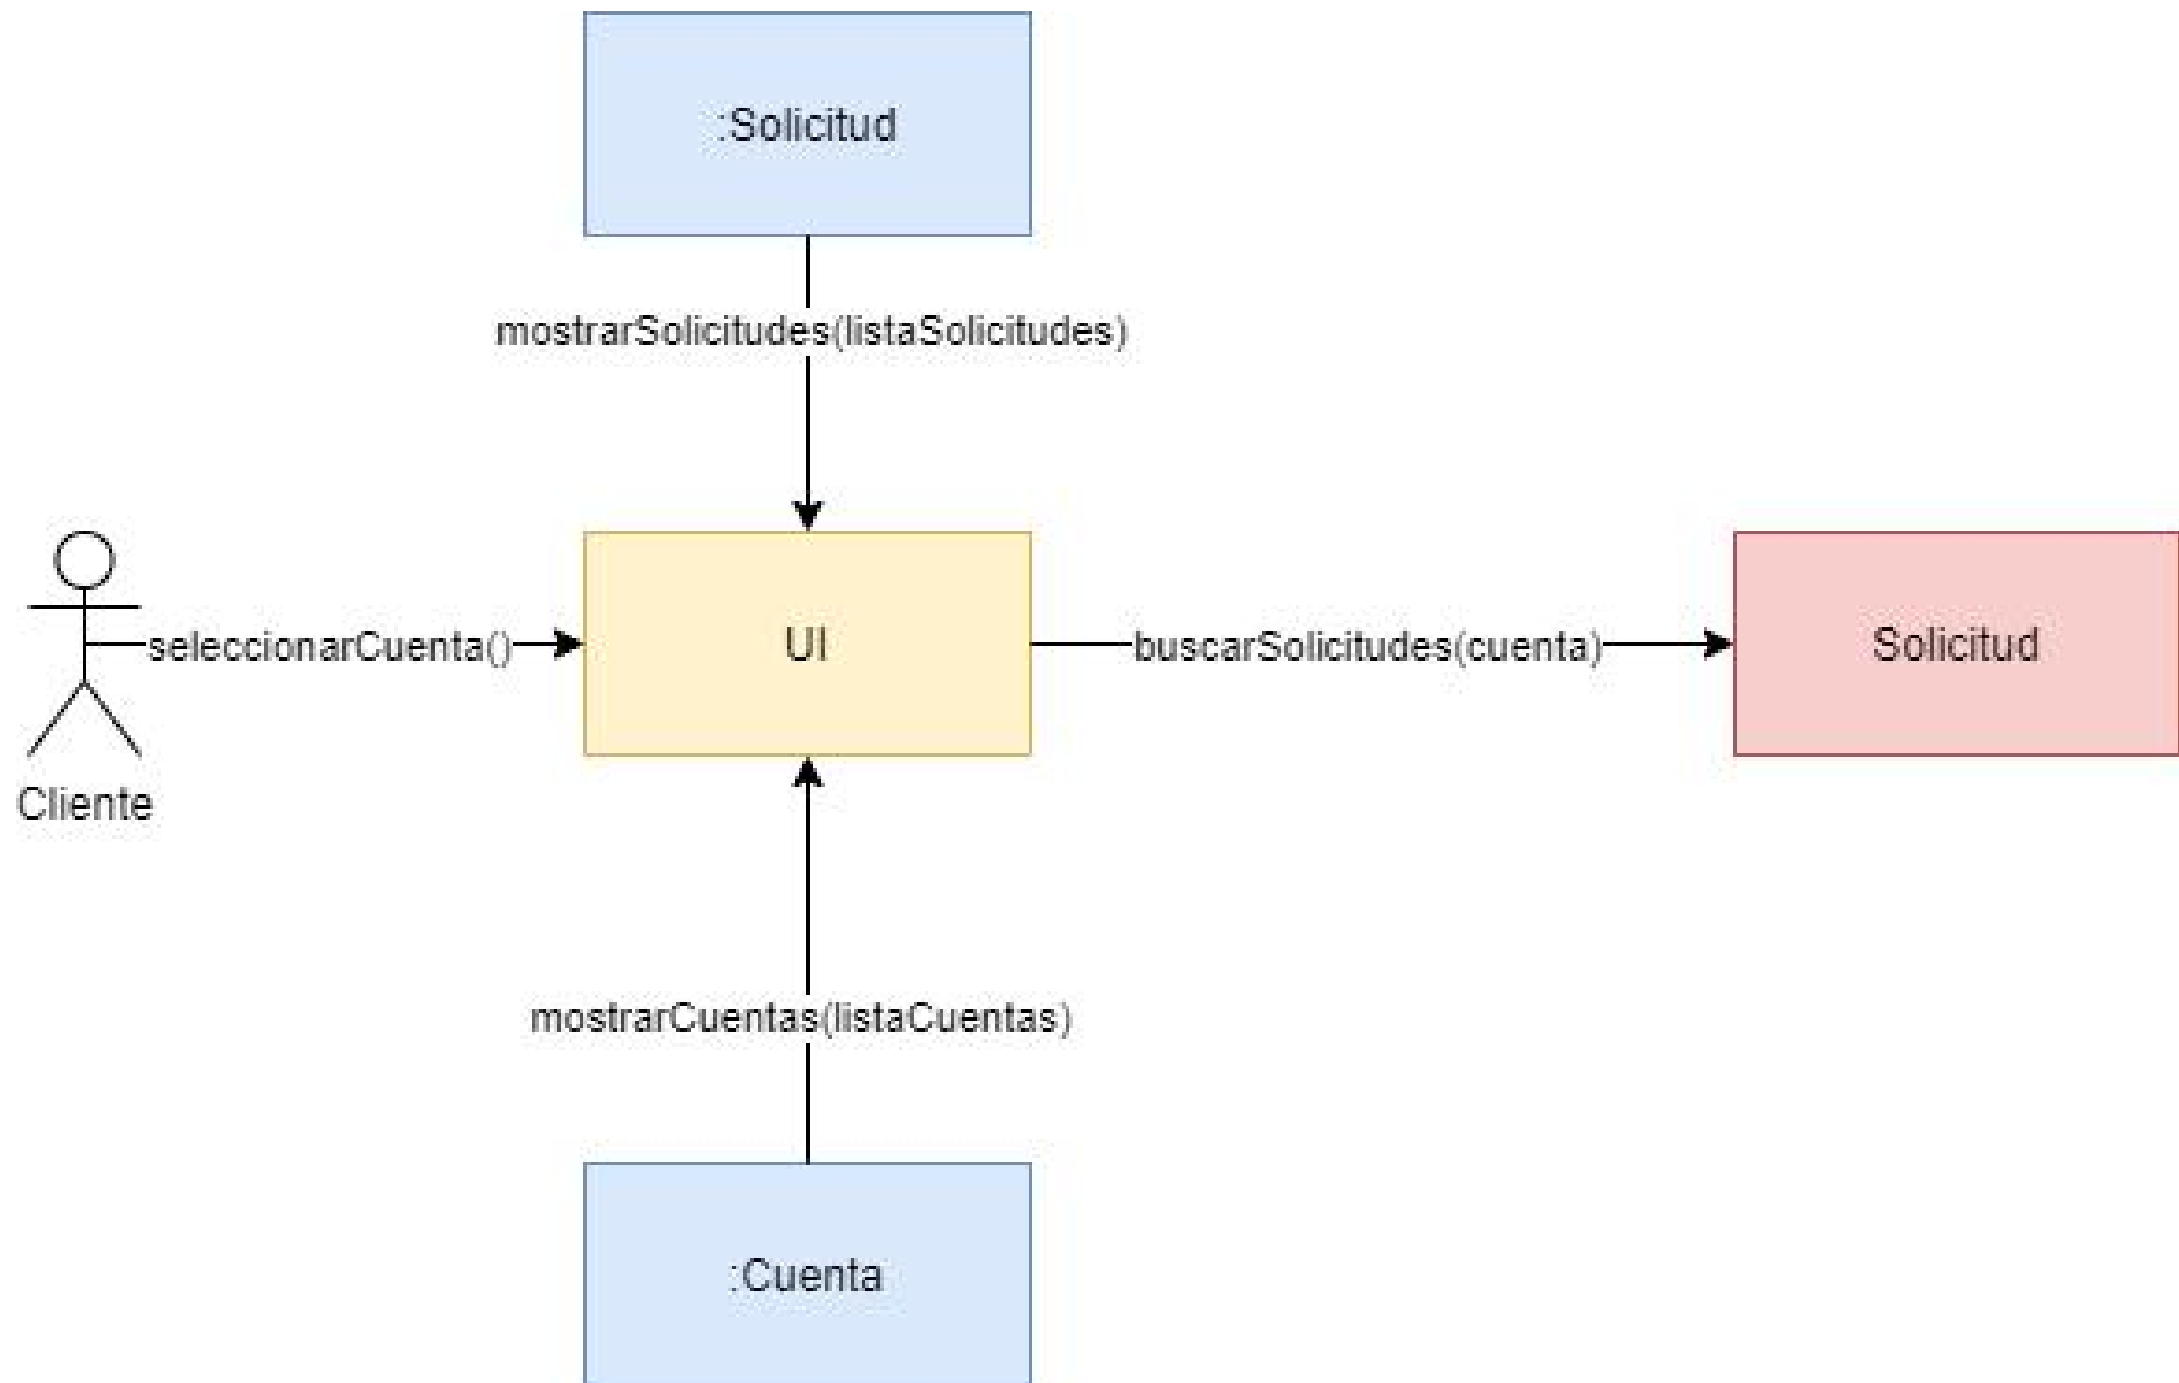 :Solicitud
mostrarSolicitudes(listaSolicitudes)
seleccionarCuenta()
UI
buscarSolicitudes(cuenta)
Solicitud
Cliente
mostrarCuentas(listaCuentas)
:Cuenta